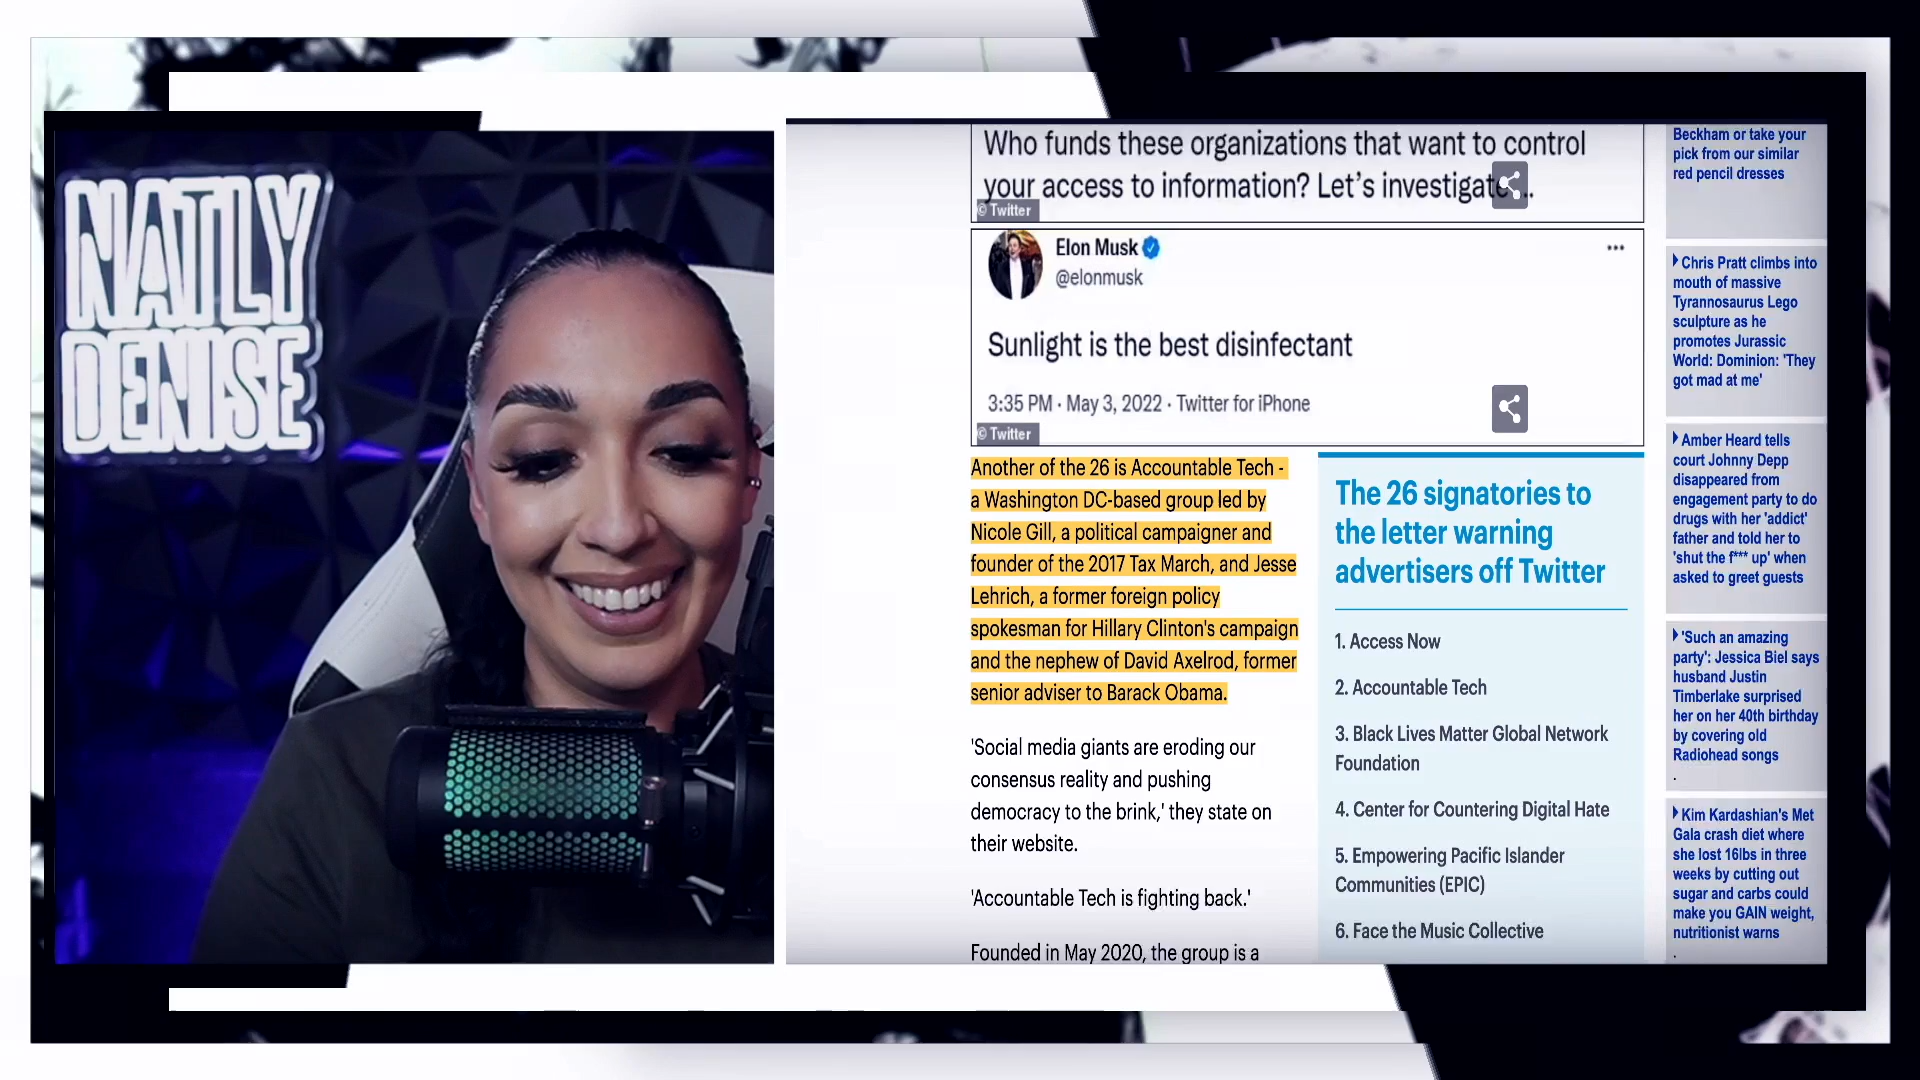 NATLY
DENISE
Who funds these organizations that want to control
your access to information? Let's investigate ..
© Twitter
Elon Musk
@elonmusk
Sunlight is the best disinfectant
3:35 PM · May 3, 2022 · Twitter for iPhone
© Twitter
Another of the 26 is Accountable Tech -
a Washington DC-based group led by
Nicole Gill, a political campaigner and
founder of the 2017 Tax March, and Jesse
Lehrich, a former foreign policy
spokesman for Hillary Clinton's campaign
and the nephew of David Axelrod, former
senior adviser to Barack Obama.
'Social media giants are eroding our
consensus reality and pushing
democracy to the brink,' they state on
their website.
'Accountable Tech is fighting back.'
Founded in May 2020, the group is a
The 26 signatories to
the letter warning
advertisers off Twitter
1. Access Now
2. Accountable Tech
3. Black Lives Matter Global Network
Foundation
4. Center for Countering Digital Hate
5. Empowering Pacific Islander
Communities (EPIC)
6. Face the Music Collective
Beckham or take your
pick from our similar
red pencil dresses
Chris Pratt climbs into
mouth of massive
Tyrannosaurus Lego
sculpture as he
promotes Jurassic
World: Dominion: 'They
got mad at me'
Amber Heard tells
court Johnny Depp
disappeared from
engagement party to do
drugs with her 'addict'
father and told her to
'shut the f*** up' when
asked to greet guests
'Such an amazing
party': Jessica Biel says
husband Justin
Timberlake surprised
her on her 40th birthday
by covering old
Radiohead songs
.
Kim Kardashian's Met
Gala crash diet where
she lost 16lbs in three
weeks by cutting out
sugar and carbs could
make you GAIN weight,
nutritionist warns
.